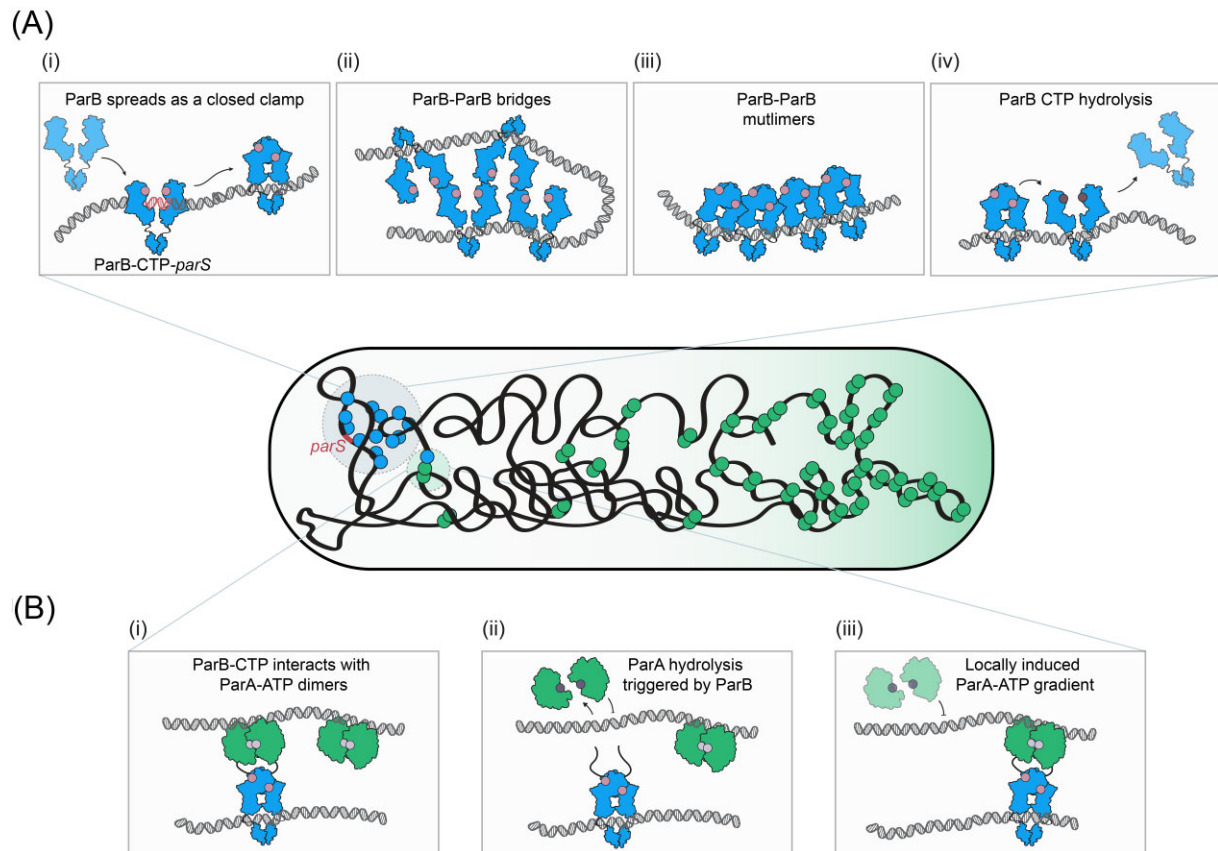 (A)
(i)
ParB spreads as a closed clamp
ParB-CTP-parS
(ii)
ParB-ParB bridges
(iii)
ParB-ParB
mutlimers
(iv)
ParB CTP hydrolysis
parS
(B)
(i)
ParB-CTP interacts with
ParA-ATP dimers
(ii)
ParA hydrolysis
triggered by ParB
(iii)
Locally induced
ParA-ATP gradient